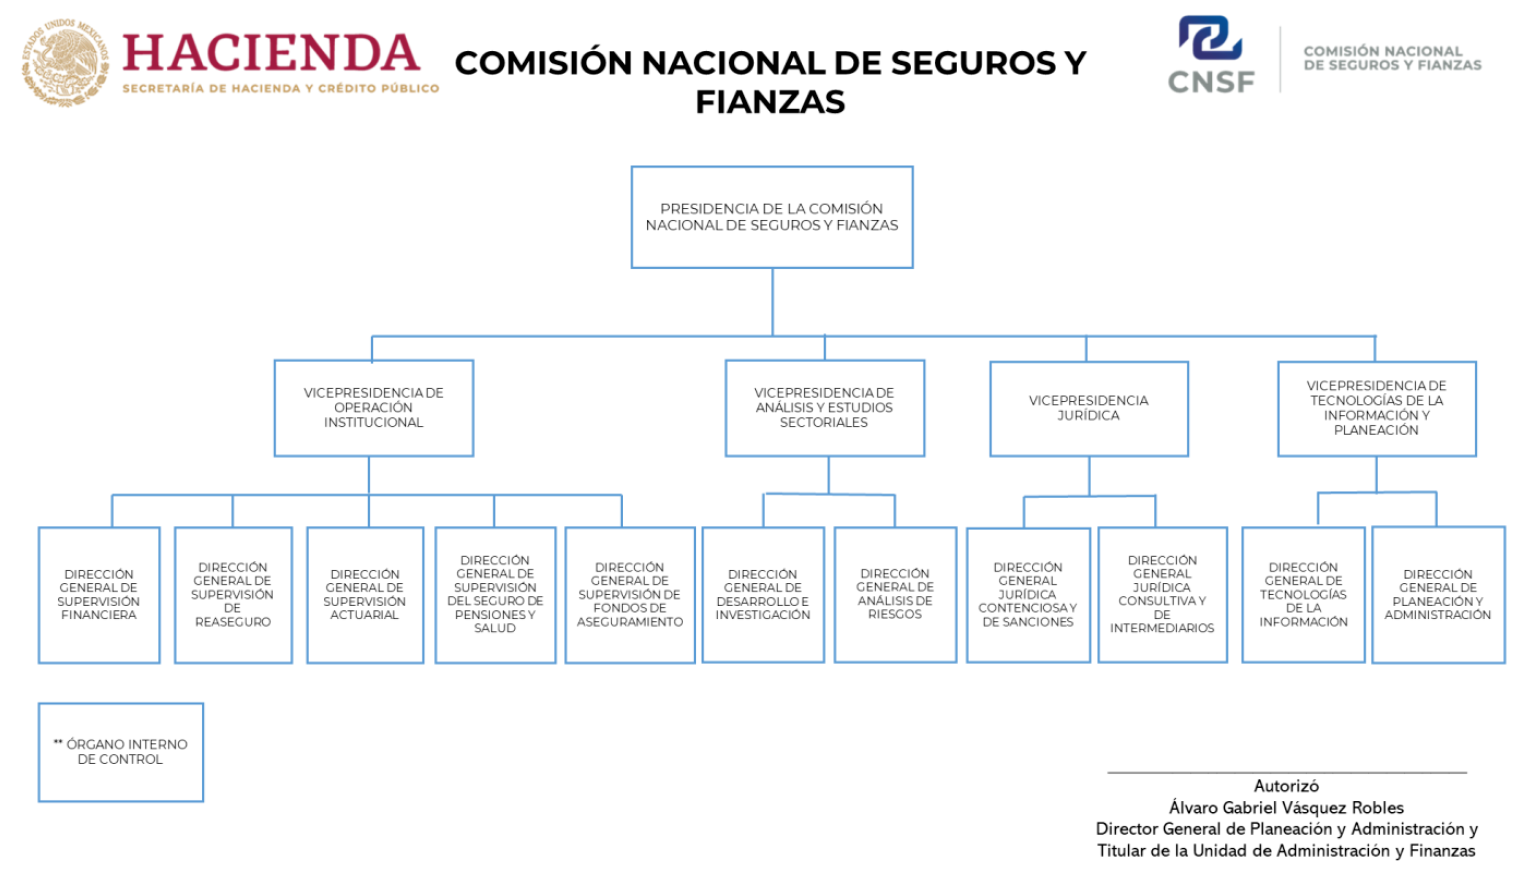 ESTADOS UNIDOS MEXICANOS
HACIENDA
SECRETARÍA DE HACIENDA Y CRÉDITO PÚBLICO
COMISIÓN NACIONAL DE SEGUROS Y
FIANZAS
CNSF
COMISIÓN NACIONAL
DE SEGUROS Y FIANZAS
PRESIDENCIA DE LA COMISIÓN
NACIONAL DE SEGUROS Y FIANZAS
VICEPRESIDENCIA DE
OPERACIÓN
INSTITUCIONAL
VICEPRESIDENCIA DE
ANÁLISIS Y ESTUDIOS
SECTORIALES
VICEPRESIDENCIA
JURÍDICA
VICEPRESIDENCIA DE
TECNOLOGÍAS DE LA
INFORMACIÓN Y
PLANEACIÓN
DIRECCIÓN
GENERAL DE
SUPERVISIÓN
FINANCIERA
DIRECCIÓN
GENERAL DE
SUPERVISIÓN
DE
REASEGURO
DIRECCIÓN
GENERAL DE
SUPERVISIÓN
ACTUARIAL
DIRECCIÓN
GENERAL DE
SUPERVISIÓN
DEL SEGURO DE
PENSIONES Y
SALUD
DIRECCIÓN
GENERAL DE
SUPERVISIÓN DE
FONDOS DE
ASEGURAMIENTO
DIRECCIÓN
GENERAL DE
DESARROLLO E
INVESTIGACIÓN
DIRECCIÓN
GENERAL DE
ANÁLISIS DE
RIESGOS
DIRECCIÓN
GENERAL
JURÍDICA
CONTENCIOSA Y
DE SANCIONES
DIRECCIÓN
GENERAL
JURÍDICA
CONSULTIVA Y
DE
INTERMEDIARIOS
DIRECCIÓN
GENERAL DE
TECNOLOGÍAS
DE LA
INFORMACIÓN
DIRECCIÓN
GENERAL DE
PLANEACIÓN Y
ADMINISTRACIÓN
** ÓRGANO INTERNO
DE CONTROL
Autorizó
Álvaro Gabriel Vásquez Robles
Director General de Planeación y Administración y
Titular de la Unidad de Administración y Finanzas